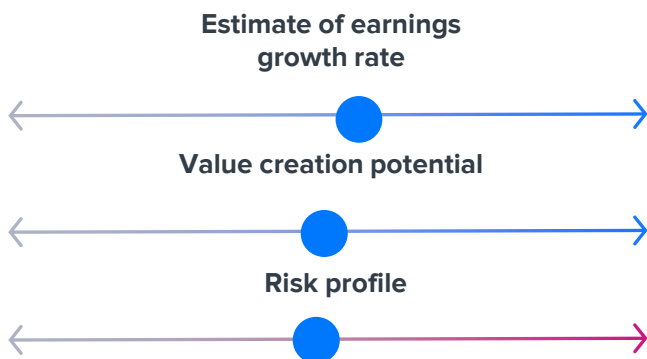 Estimate of earnings
growth rate
Value creation potential
Risk profile